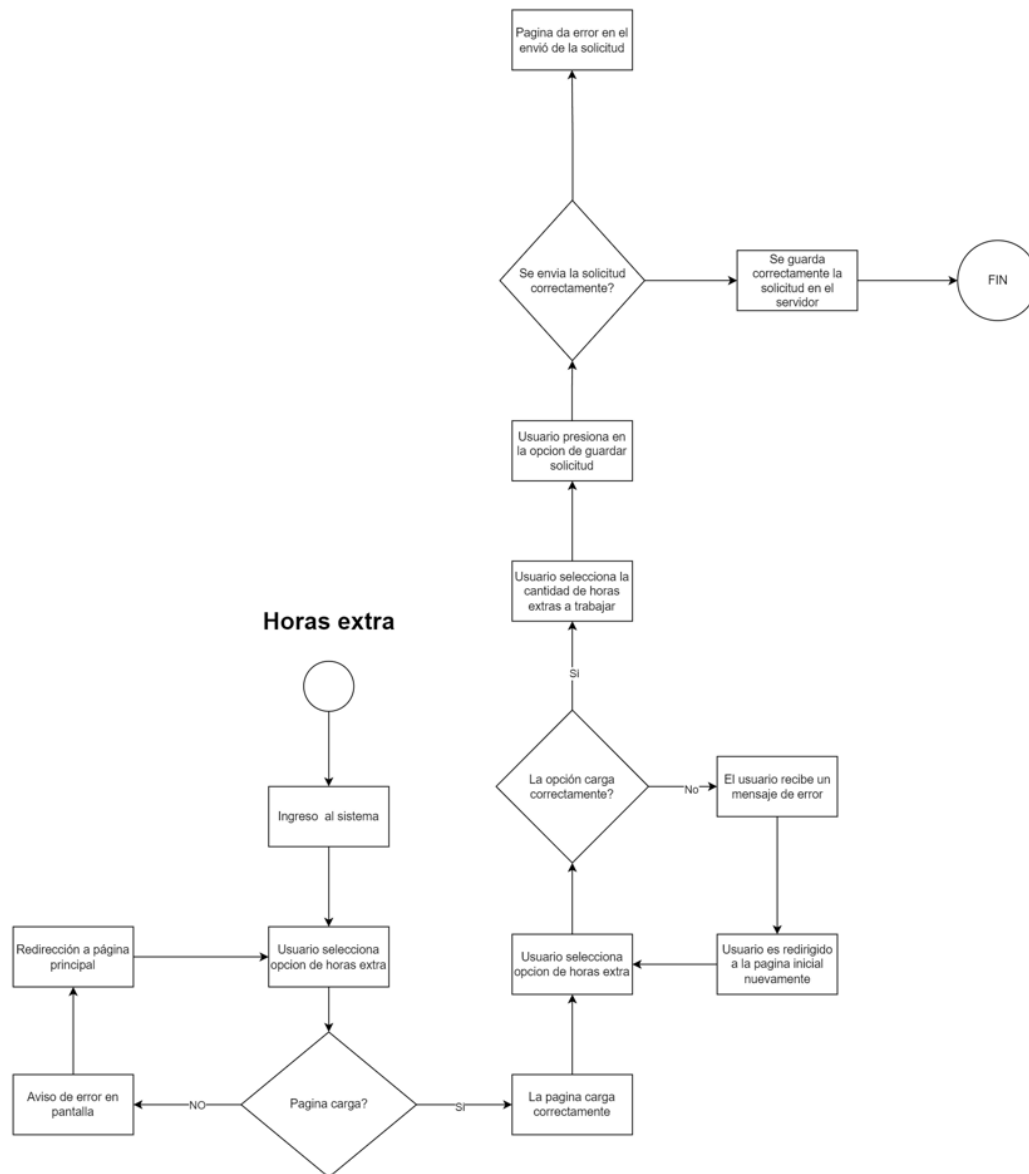 Pagina da error en el
envió de la solicitud
Se envia la solicitud
correctamente?
Se guarda
correctamente la
solicitud en el
servidor
FIN
Usuario presiona en
la opcion de guardar
solicitud
Usuario selecciona la
cantidad de horas
extras a trabajar
Horas extra
Si
La opción carga
correctamente?
No
El usuario recibe un
mensaje de error
Ingreso al sistema
Redirección a página
principal
Usuario selecciona
opcion de horas extra
Usuario selecciona
opcion de horas extra
Usuario es redirigido
a la pagina inicial
nuevamente
Aviso de error en
pantalla
NO
Pagina carga?
Si
La pagina carga
correctamente